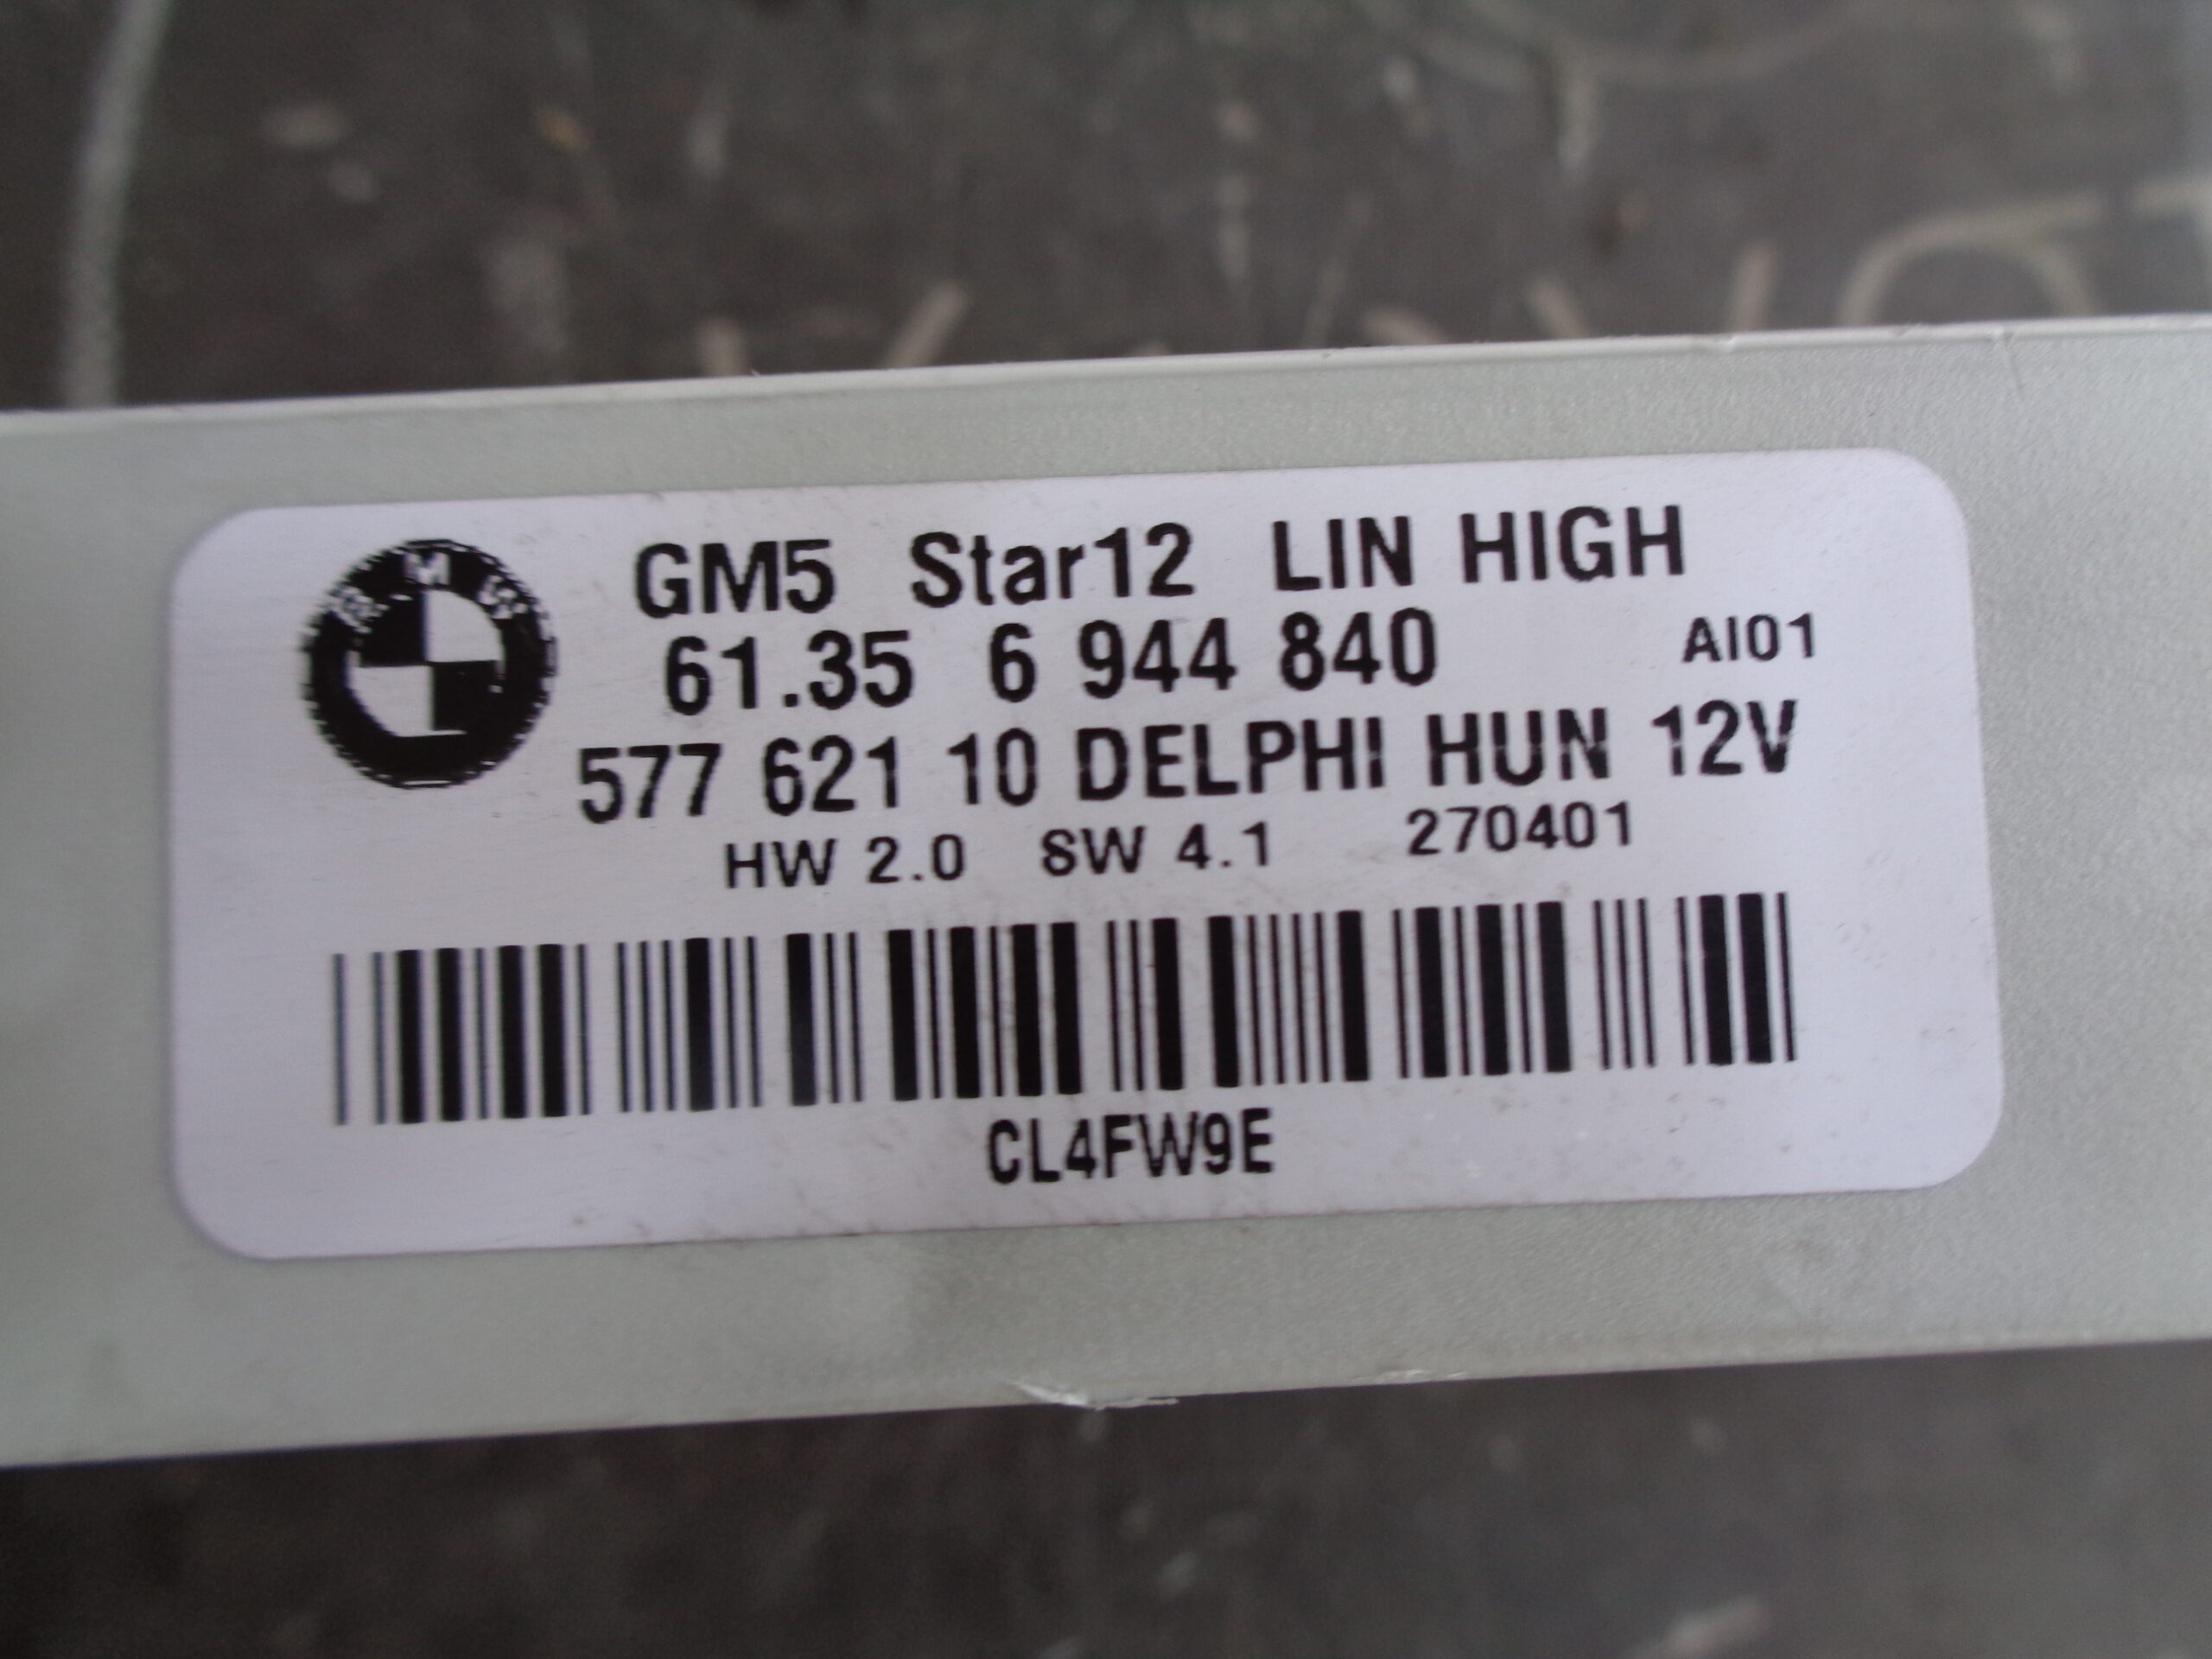 BMW
GM5 Star12 LIN HIGH
61.35 6 944 840 AI01
577 621 10 DELPHI HUN 12V
HW 2.0 SW 4.1 270401
CL4FW9E